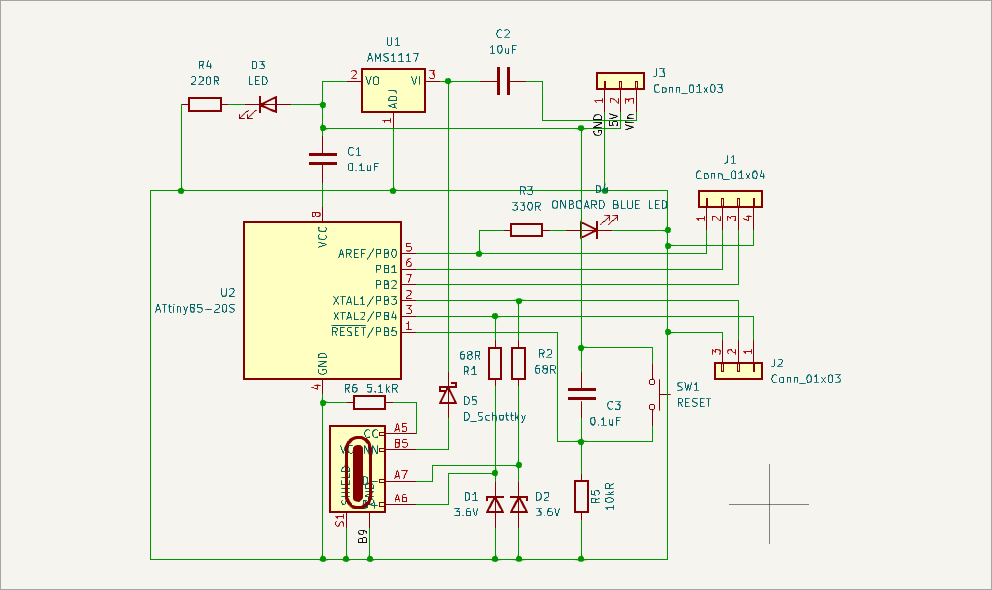 C2
10uF
U1
AMS1117
R4
220R
D3
LED
2
VO
VI
3
ADJ
1
J3
Conn_01x03
1
2
3
GND
5V
Vin
C1
0.1uF
J1
Conn_01x04
1
2
3
4
R3
330R
ONBOARD BLUE LED
8
VCC
U2
ATtiny85-20S
AREF/PB0
5
PB1
6
PB2
7
XTAL1/PB3
2
XTAL2/PB4
3
RESET/PB5
1
GND
4
68R
R1
R2
68R
3
2
1
J2
Conn_01x03
R6 5.1kR
D5
D_Schottky
C3
0.1uF
SW1
RESET
CC
A5
VCONN
B5
A7
A6
SHIELD
S1
B9
D1
3.6V
D2
3.6V
R5
10kR